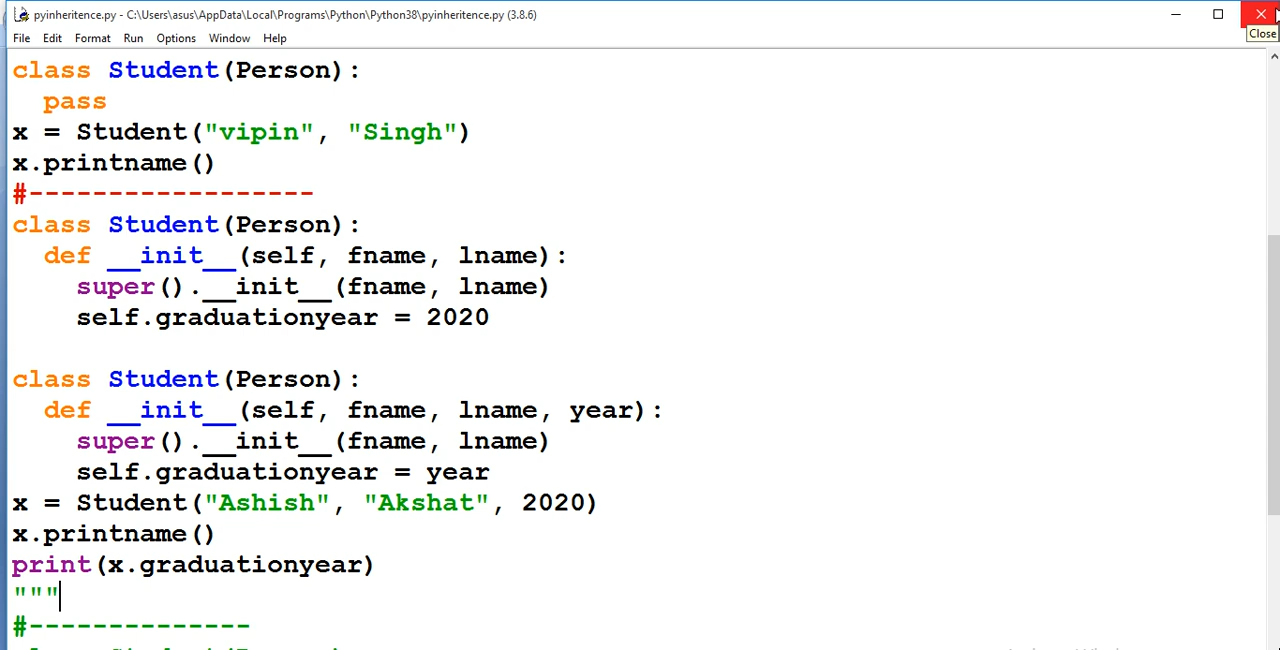 pyinheritence.py - C:\Users\asus\AppData\Local\Programs\Python\Python38\pyinheritence.py (3.8.6)
Close
File Edit Format Run Options Window Help
class Student(Person):
  pass
x = Student("vipin", "Singh")
x.printname()
#------------------
class Student(Person):
  def __init__(self, fname, lname):
    super().__init__(fname, lname)
    self.graduationyear = 2020
class Student(Person):
  def __init__(self, fname, lname, year):
    super().__init__(fname, lname)
    self.graduationyear = year
x = Student("Ashish", "Akshat", 2020)
x.printname()
print(x.graduationyear)
"""
#--------------